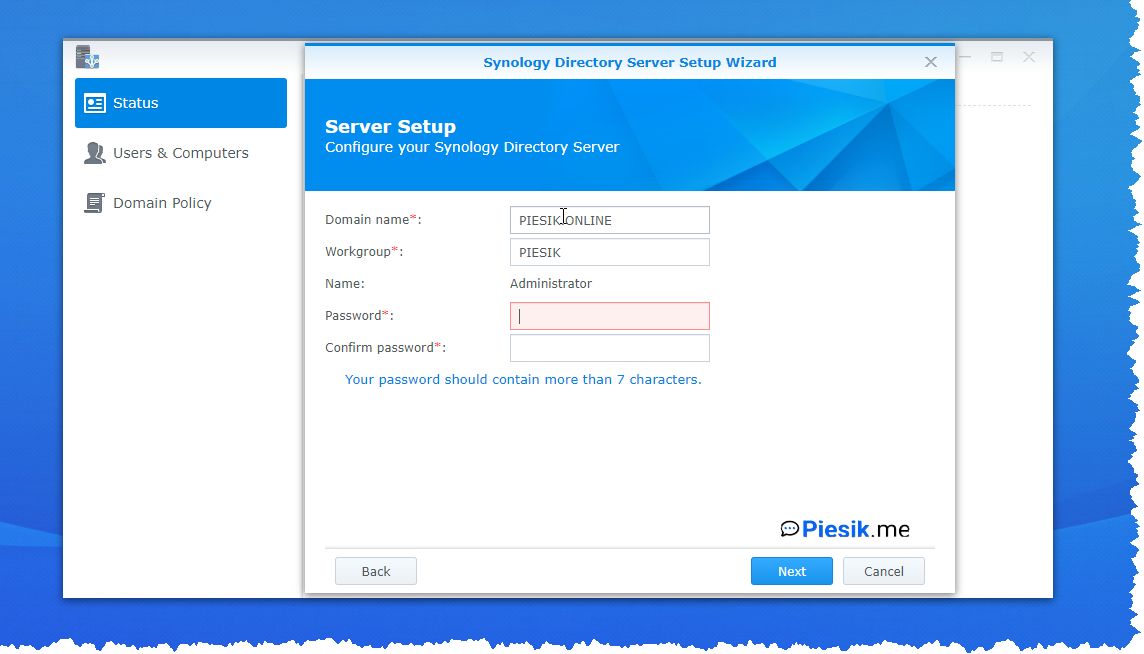 Synology Directory Server Setup Wizard
Status
Users & Computers
Domain Policy
Server Setup
Configure your Synology Directory Server
Domain name*: PIESIK.ONLINE
Workgroup*: PIESIK
Name: Administrator
Password*:
Confirm password*:
Your password should contain more than 7 characters.
Piesik.me
Back Next Cancel